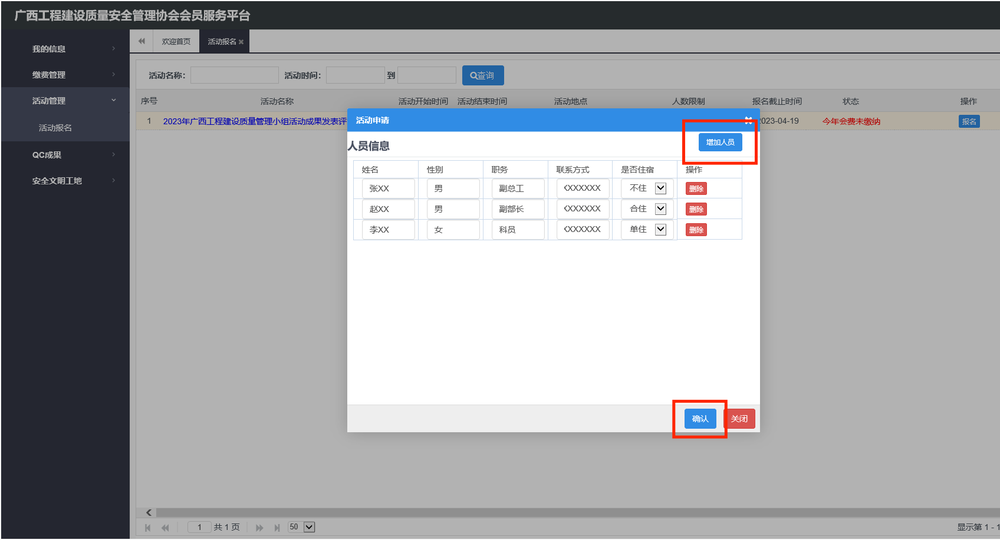 广西工程建设质量安全管理协会会员服务平台
我的信息
缴费管理
活动管理
活动报名
QC成果
安全文明工地
欢迎首页 活动报名
活动名称： 活动时间： 到 查询
序号 活动名称 活动开始时间 活动结束时间 活动地点 人数限制 报名截止时间 状态 操作
1 2023年广西工程建设质量管理小组活动成果发表评 023-04-19 今年会费未缴纳 报名
活动申请
人员信息 增加人员
姓名 性别 职务 联系方式 是否住宿 操作
张XX 男 副总工 XXXXXX 不住 删除
赵XX 男 副部长 XXXXXX 合住 删除
李XX 女 科员 XXXXXX 单住 删除
确认 关闭
1 共 1 页 50 显示第 1 - 1